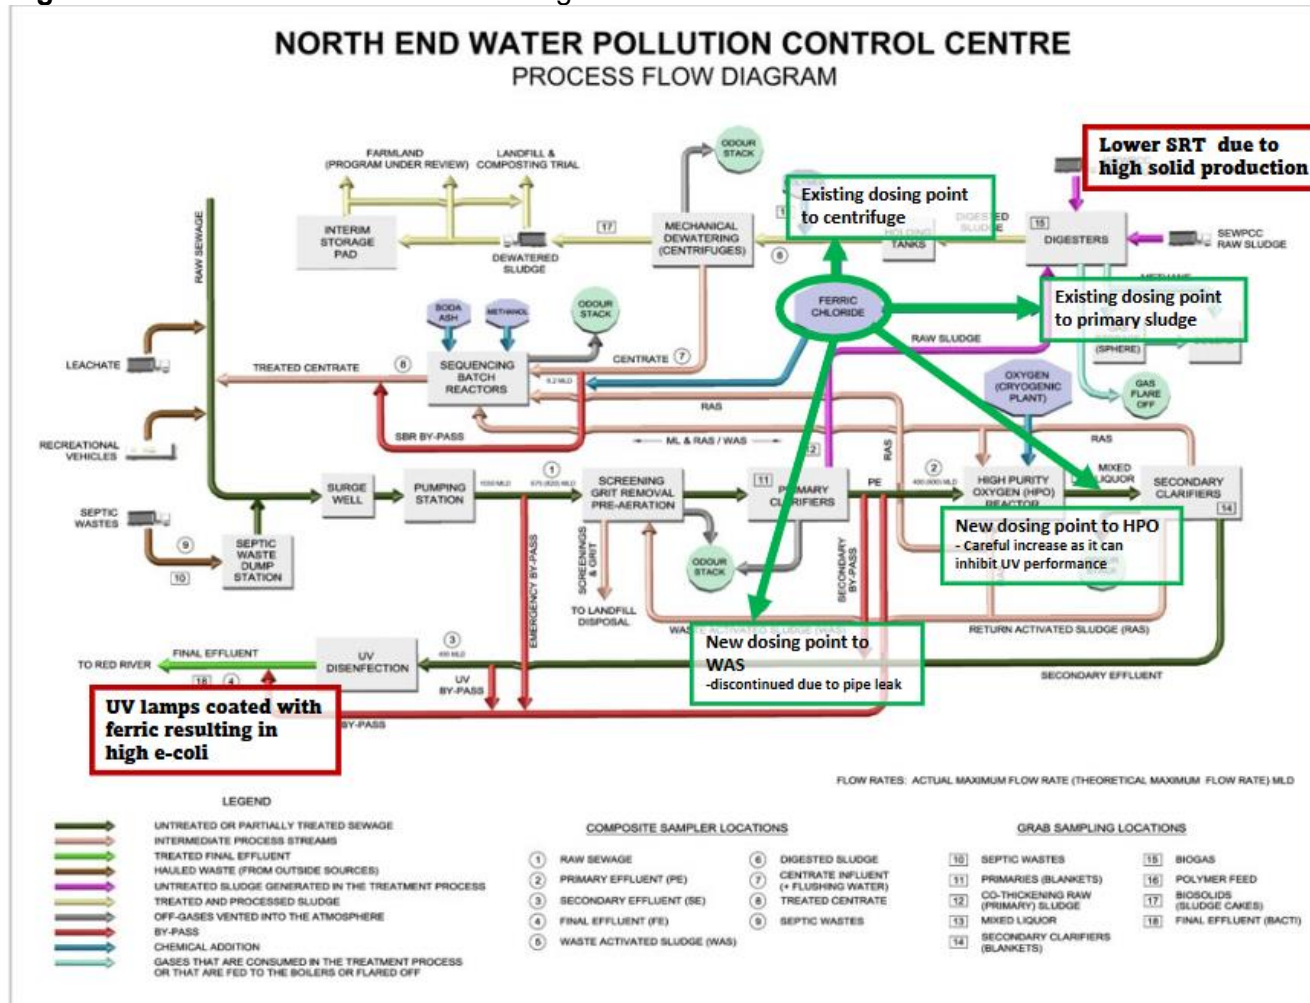 NORTH END WATER POLLUTION CONTROL CENTRE
PROCESS FLOW DIAGRAM
FARMLAND
(PROGRAM UNDER REVIEW)
LANDFILL &
COMPOSTING TRIAL
ODOUR
STACK
Lower SRT due to
high solid production
Existing dosing point
to centrifuge
RAW SEWAGE
INTERIM
STORAGE
PAD
DEWATERED
SLUDGE
17
MECHANICAL
DEWATERING
(CENTRIFUGES)
6
HOLDING
TANKS
DIGESTED
SLUDGE
15
DIGESTERS
SEWPCC
RAW SLUDGE
METHANE
FERRIC
CHLORIDE
Existing dosing point
to primary sludge
(SPHERE)
SODA
ASH
METHANOL
ODOUR
STACK
LEACHATE
TREATED CENTRATE
8
SEQUENCING
BATCH
REACTORS
CENTRATE
7
9.2 MLD
RAW SLUDGE
OXYGEN
(CRYOGENIC
PLANT)
GAS
FLARE
OFF
RAS
RAS
RAS
SBR BY-PASS
ML & RAS / WAS
12
RECREATIONAL
VEHICLES
SURGE
WELL
PUMPING
STATION
1
SCREENING
GRIT REMOVAL
PRE-AERATION
11
PRIMARY
CLARIFIERS
PE
2
HIGH PURITY
OXYGEN (HPO)
REACTOR
MIXED
LIQUOR
SECONDARY
CLARIFIERS
14
SEPTIC
WASTES
9
10
SEPTIC
WASTE
DUMP
STATION
EMERGENCY BY-PASS
SCREENINGS
& GRIT
TO LANDFILL
DISPOSAL
ODOUR
STACK
SECONDARY
BY-PASS
New dosing point to HPO
- Careful increase as it can
inhibit UV performance
WASTE ACTIVATED SLUDGE (WAS)
RETURN ACTIVATED SLUDGE (RAS)
New dosing point to
WAS
-discontinued due to pipe leak
TO RED RIVER
FINAL EFFLUENT
18
4
UV
DISENFECTION
3
UV
BY-PASS
SECONDARY EFFLUENT
UV lamps coated with
ferric resulting in
high e-coli
BY-PASS
FLOW RATES: ACTUAL MAXIMUM FLOW RATE (THEORETICAL MAXIMUM FLOW RATE) MLD
LEGEND
UNTREATED OR PARTIALLY TREATED SEWAGE
INTERMEDIATE PROCESS STREAMS
TREATED FINAL EFFLUENT
HAULED WASTE (FROM OUTSIDE SOURCES)
UNTREATED SLUDGE GENERATED IN THE TREATMENT PROCESS
TREATED AND PROCESSED SLUDGE
OFF-GASES VENTED INTO THE ATMOSPHERE
BY-PASS
CHEMICAL ADDITION
GASES THAT ARE CONSUMED IN THE TREATMENT PROCESS
OR THAT ARE FED TO THE BOILERS OR FLARED OFF
COMPOSITE SAMPLER LOCATIONS
1 RAW SEWAGE
2 PRIMARY EFFLUENT (PE)
3 SECONDARY EFFLUENT (SE)
4 FINAL EFFLUENT (FE)
5 WASTE ACTIVATED SLUDGE (WAS)
6 DIGESTED SLUDGE
7 CENTRATE INFLUENT
(+ FLUSHING WATER)
8 TREATED CENTRATE
9 SEPTIC WASTES
GRAB SAMPLING LOCATIONS
10 SEPTIC WASTES
11 PRIMARIES (BLANKETS)
12 CO-THICKENING RAW
(PRIMARY) SLUDGE
13 MIXED LIQUOR
14 SECONDARY CLARIFIERS
(BLANKETS)
15 BIOGAS
16 POLYMER FEED
17 BIOSOLIDS
(SLUDGE CAKES)
18 FINAL EFFLUENT (BACTI)